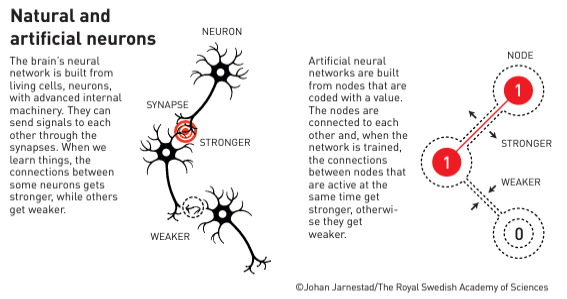 Natural and
artificial neurons
The brain's neural
network is built from
living cells, neurons,
with advanced internal
machinery. They can
send signals to each
other through the
synapses. When we
learn things, the
connections between
some neurons gets
stronger, while others
get weaker.
NEURON
SYNAPSE
STRONGER
WEAKER
Artificial neural
networks are built
from nodes that are
coded with a value.
The nodes are
connected to each
other and, when the
network is trained,
the connections
between nodes that
are active at the
same time get
stronger, otherwi-
se they get
weaker.
NODE
1
STRONGER
1
WEAKER
0
©Johan Jarnestad/The Royal Swedish Academy of Sciences